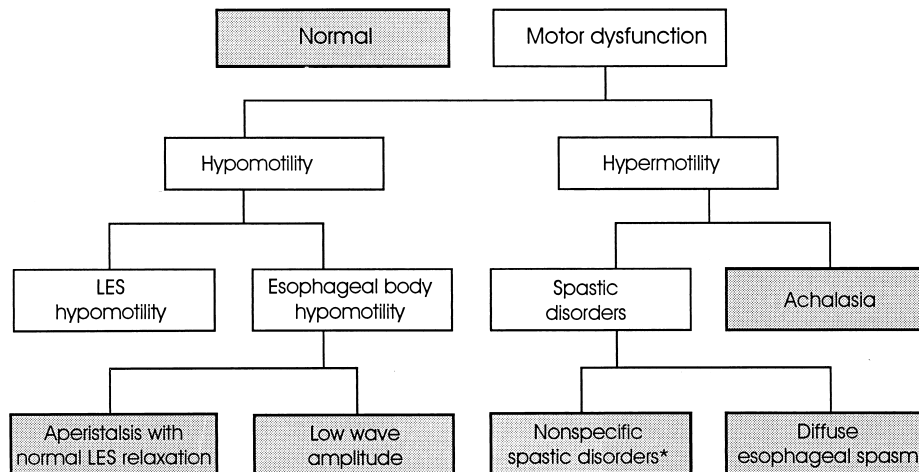 Normal
Motor dysfunction
Hypomotility
Hypermotility
LES
hypomotility
Esophageal body
hypomotility
Spastic
disorders
Achalasia
Aperistalsis with
normal LES relaxation
Low wave
amplitude
Nonspecific
spastic disorders*
Diffuse
esophageal spasm